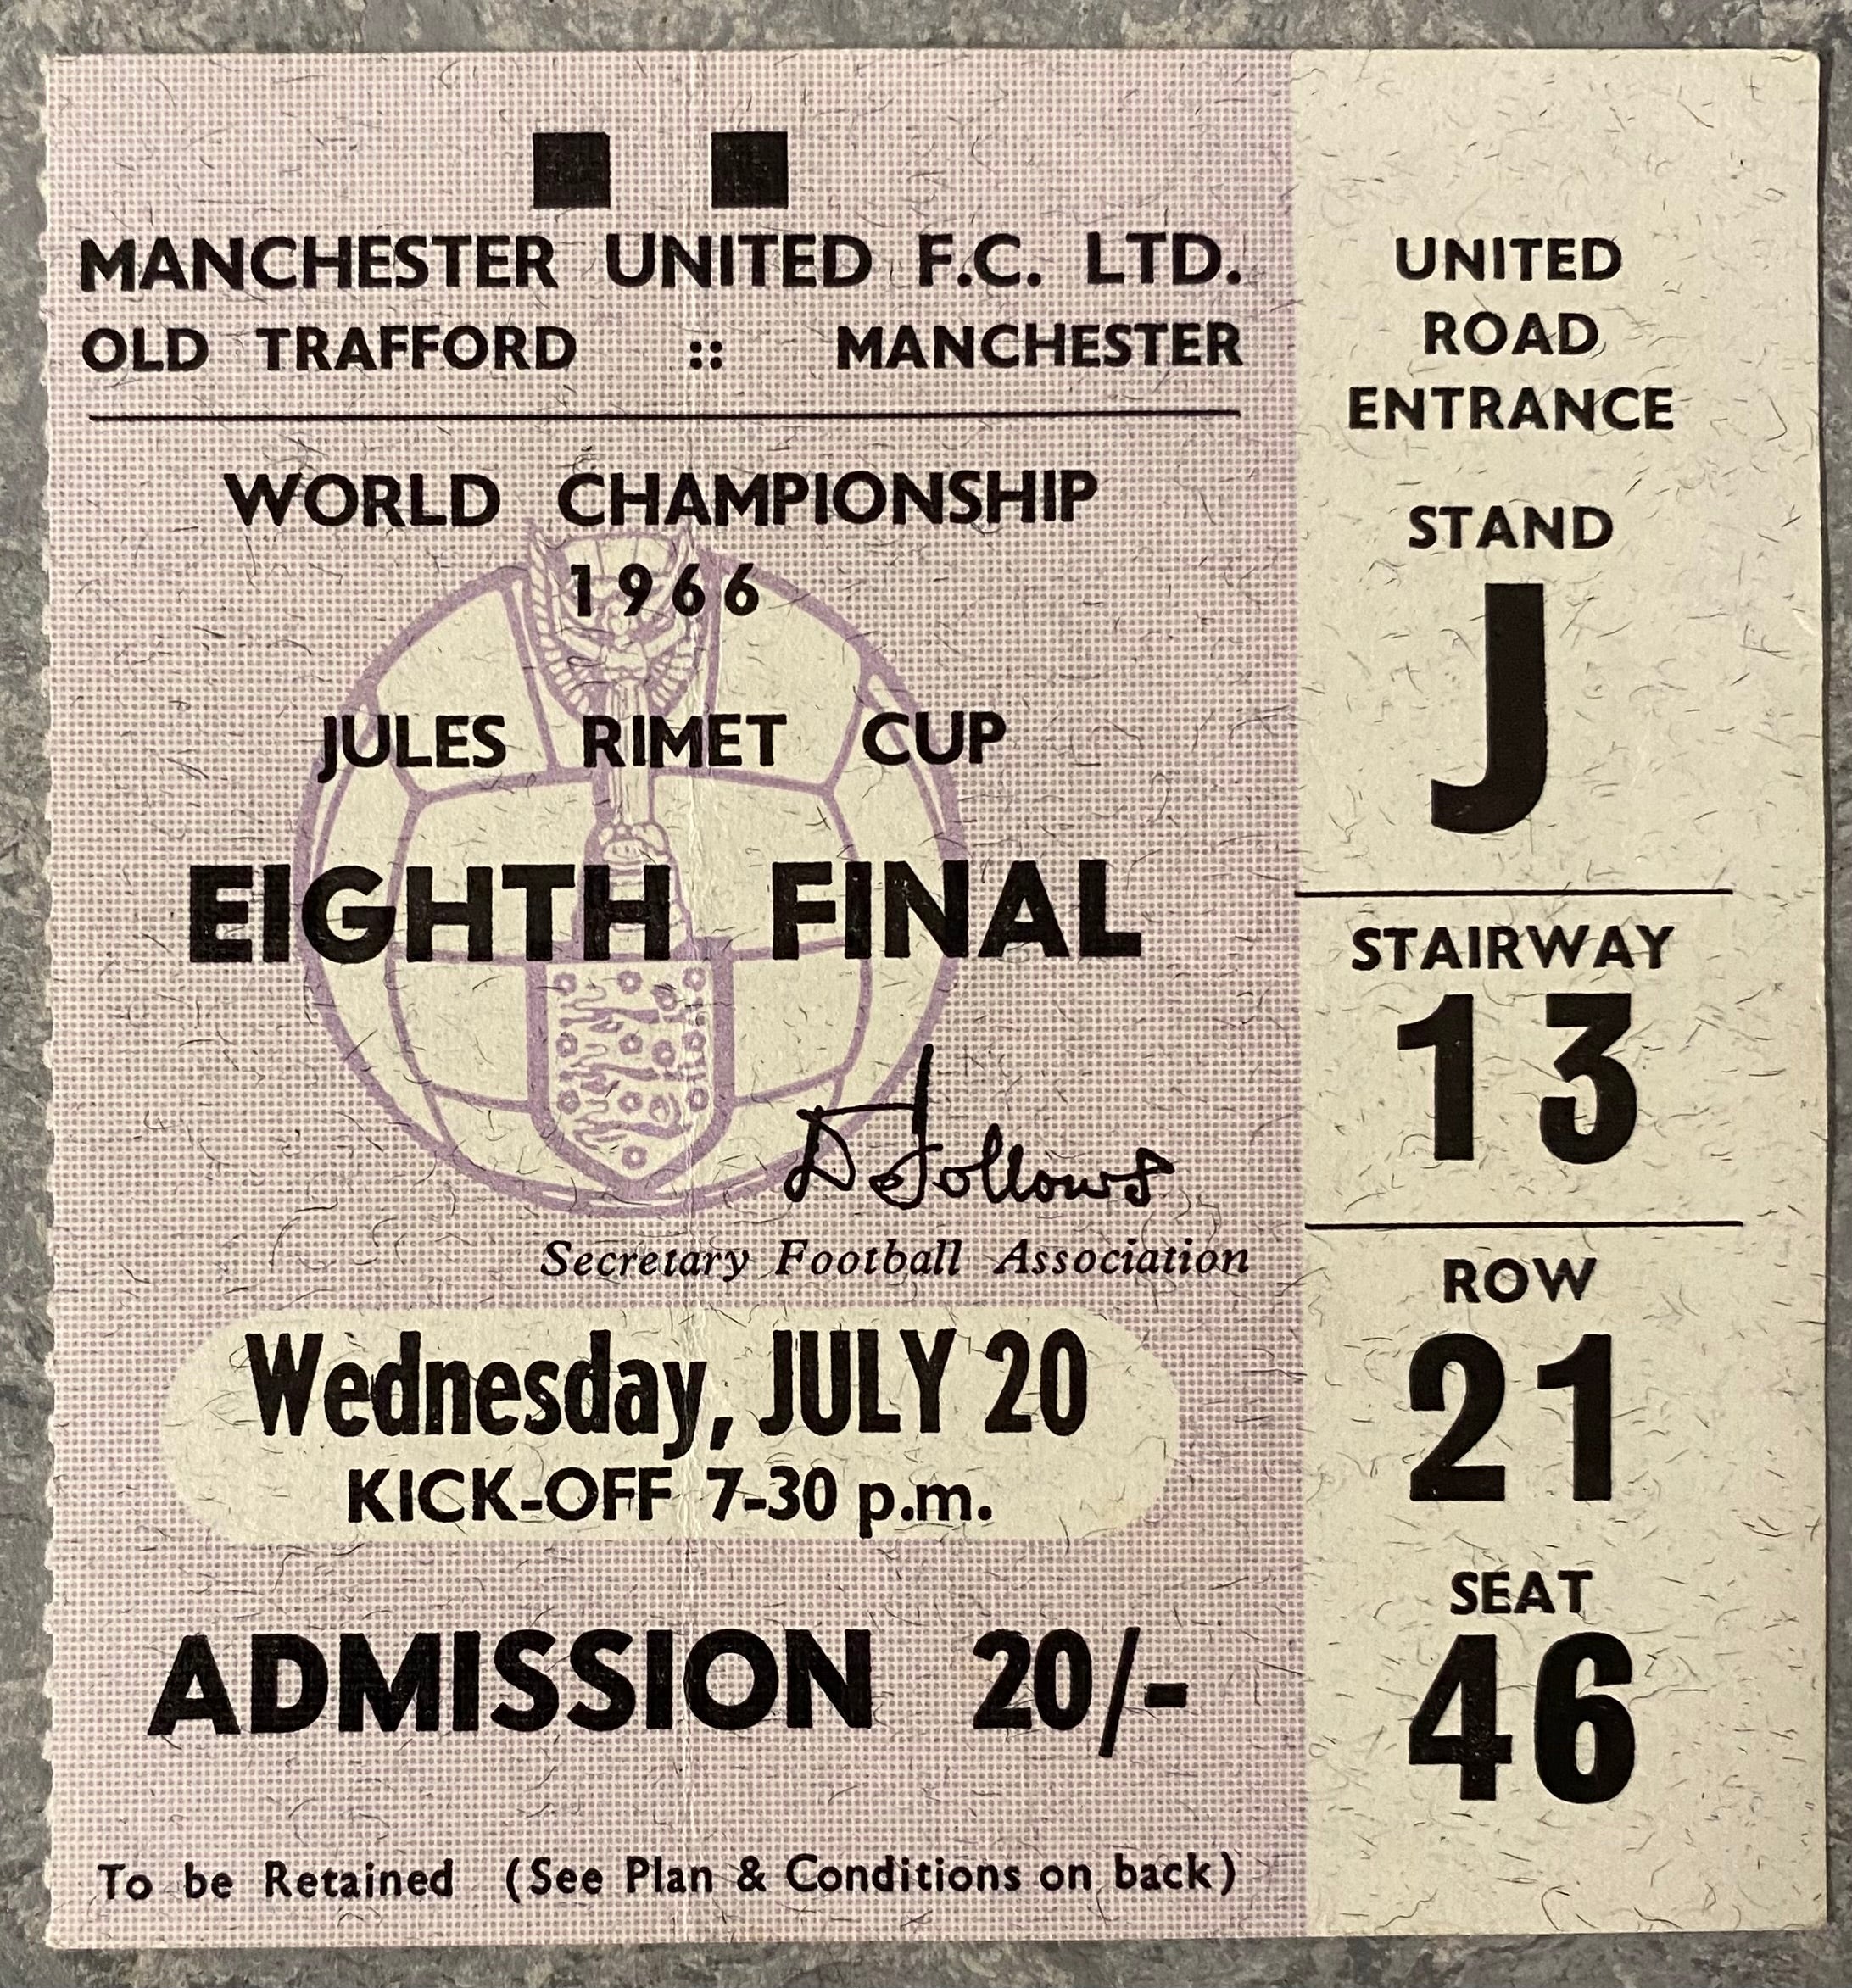 MANCHESTER UNITED F.C. LTD.
OLD TRAFFORD :: MANCHESTER
WORLD CHAMPIONSHIP
1966
JULES RIMET CUP
EIGHTH FINAL
D Follows
Secretary Football Association
Wednesday, JULY 20
KICK-OFF 7-30 p.m.
ADMISSION 20/-
To be Retained (See Plan & Conditions on back)
UNITED
ROAD
ENTRANCE
STAND
J
STAIRWAY
13
ROW
21
SEAT
46